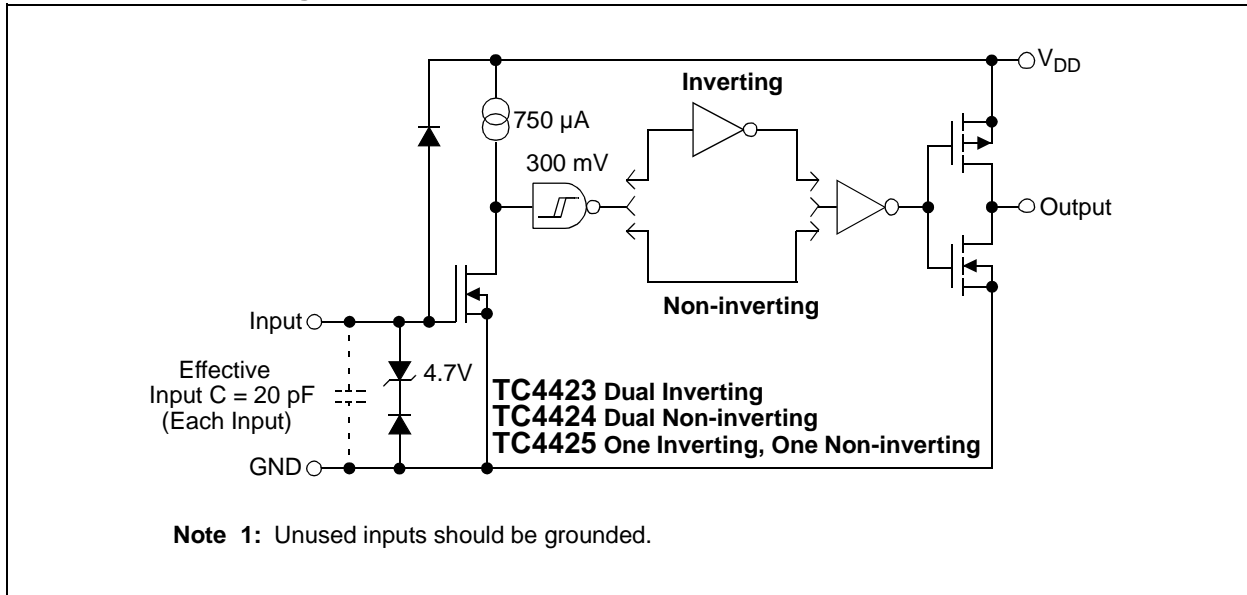 V_DD
Inverting
750 µA
300 mV
Output
Non-inverting
Input
Effective
Input C = 20 pF
(Each Input)
4.7V
TC4423 Dual Inverting
TC4424 Dual Non-inverting
TC4425 One Inverting, One Non-inverting
GND
Note 1: Unused inputs should be grounded.